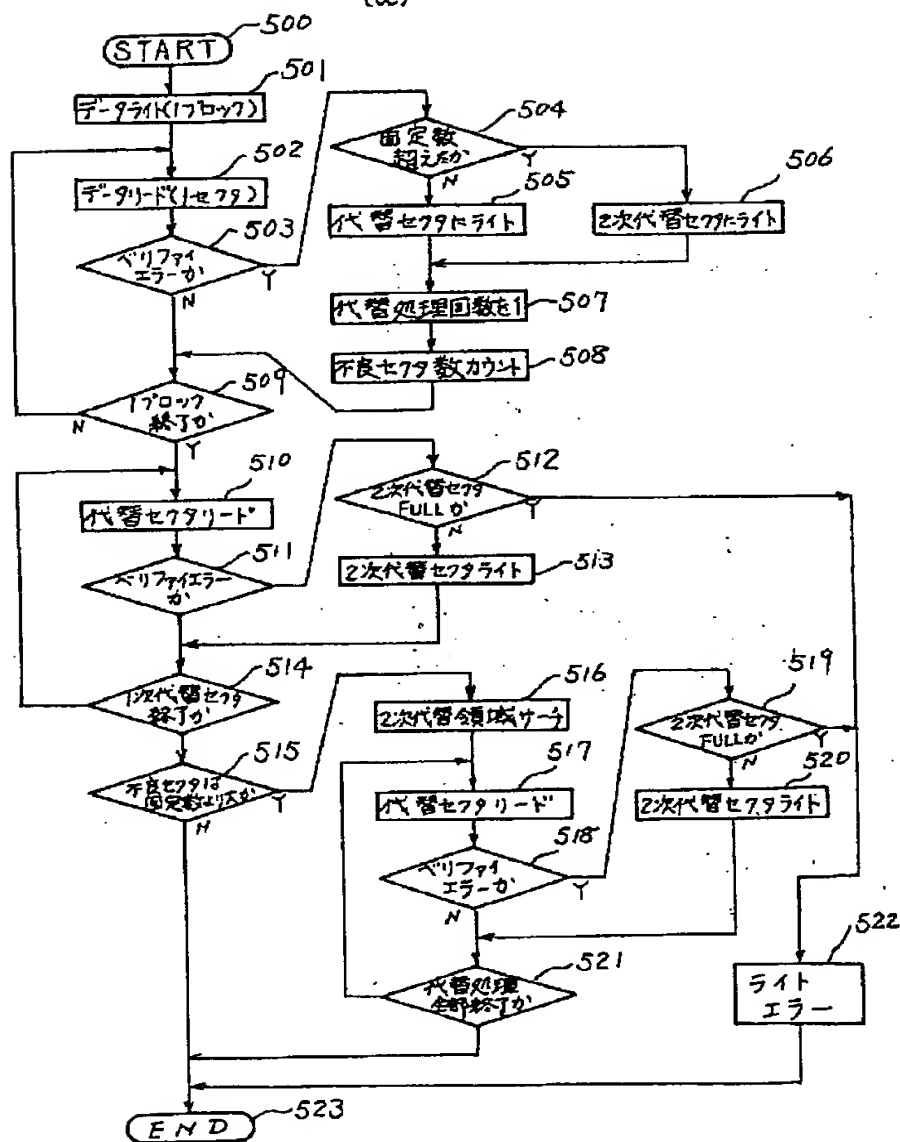 (a)
START
500
データライト(1ブロック)
501
データリード(1セクタ)
502
ベリファイ
エラーか
503
Y
N
固定数
超えたか
504
Y
N
代替セクタにライト
505
2次代替セクタにライト
506
代替処理回数を1
507
不良セクタ数カウント
508
1ブロック
終了か
509
N
Y
代替セクタリード
510
ベリファイエラー
か
511
2次代替セクタ
FULLか
512
Y
N
2次代替セクタライト
513
1次代替セクタ
終了か
514
不良セクタは
固定数より大か
515
Y
N
2次代替領域サーチ
516
代替セクタリード
517
ベリファイ
エラーか
518
Y
N
2次代替セクタ
FULLか
519
Y
N
2次代替セクタライト
520
代替処理
全部終了か
521
ライト
エラー
522
END
523